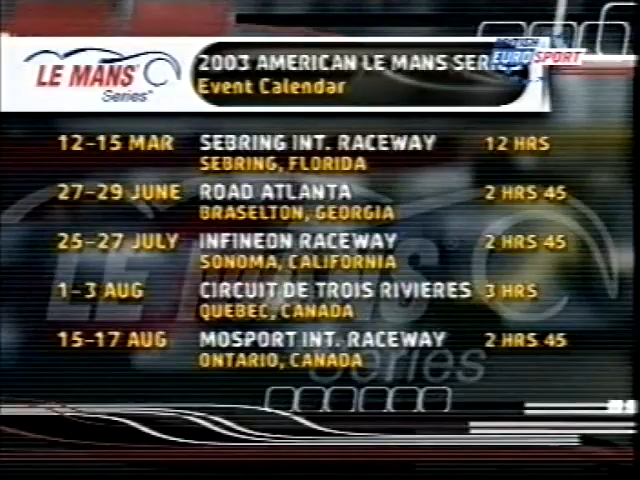 LE MANS
Series
2003 AMERICAN LE MANS SERI
Event Calendar
EUROSPORT
12-15 MAR SEBRING INT. RACEWAY 12 HRS
SEBRING, FLORIDA
27-29 JUNE ROAD ATLANTA 2 HRS 45
BRASELTON, GEORGIA
25-27 JULY INFINEON RACEWAY 2 HRS 45
SONOMA, CALIFORNIA
1-3 AUG CIRCUIT DE TROIS RIVIERES 3 HRS
QUEBEC, CANADA
15-17 AUG MOSPORT INT. RACEWAY 2 HRS 45
ONTARIO, CANADA
LE MANS
Series